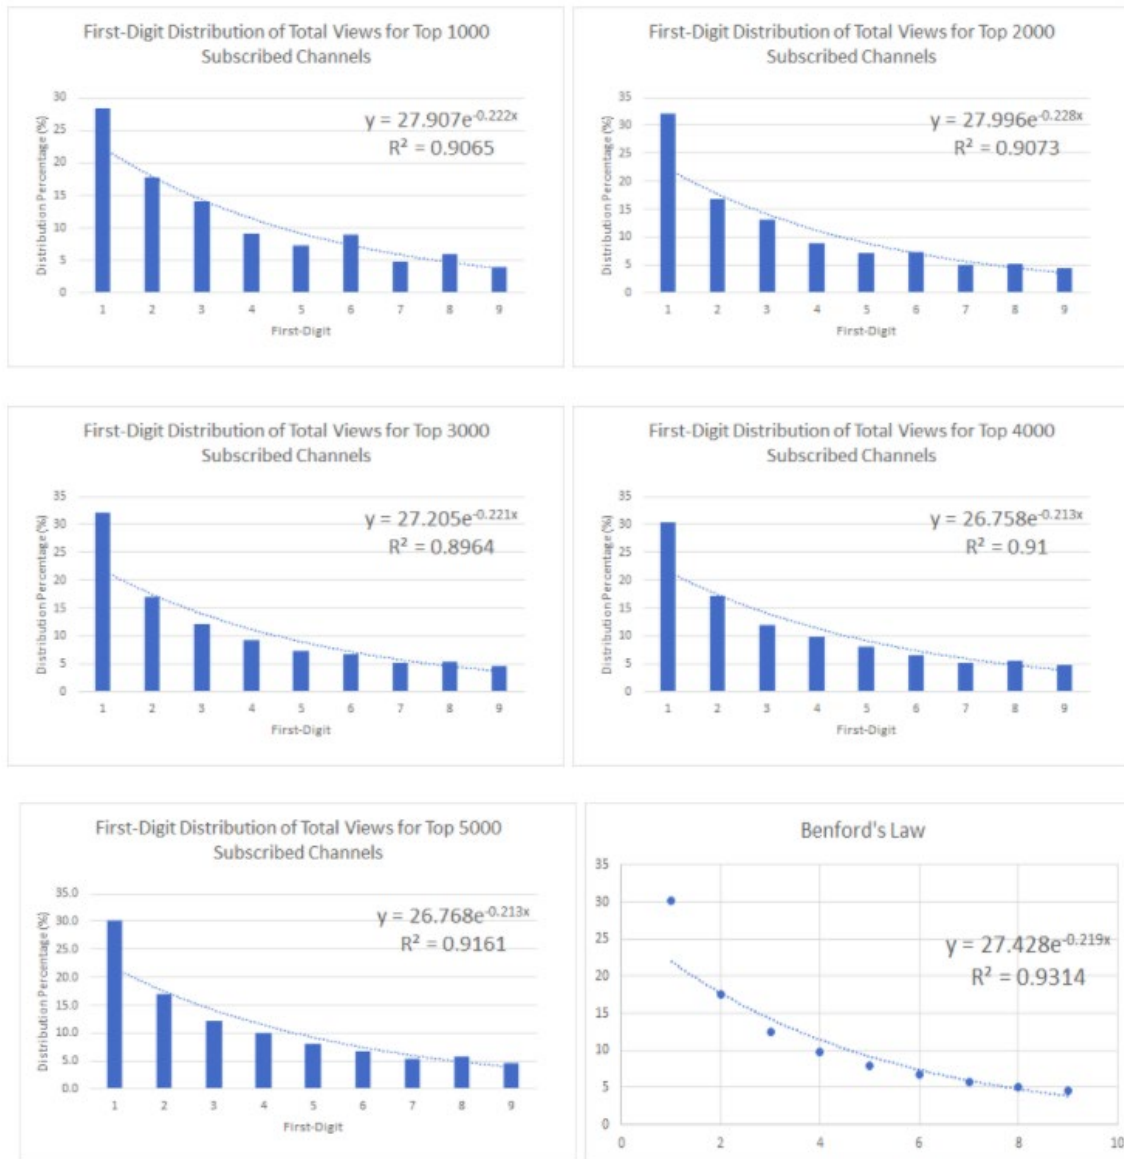 First-Digit Distribution of Total Views for Top 1000
Subscribed Channels
y = 27.907e^-0.222x
R² = 0.9065
Distribution Percentage (%)
30
25
20
15
10
5
0
1 2 3 4 5 6 7 8 9
First-Digit
First-Digit Distribution of Total Views for Top 2000
Subscribed Channels
y = 27.996e^-0.228x
R² = 0.9073
Distribution Percentage (%)
35
30
25
20
15
10
5
0
1 2 3 4 5 6 7 8 9
First-Digit
First-Digit Distribution of Total Views for Top 3000
Subscribed Channels
y = 27.205e^-0.221x
R² = 0.8964
Distribution Percentage (%)
35
30
25
20
15
10
5
0
1 2 3 4 5 6 7 8 9
First-Digit
First-Digit Distribution of Total Views for Top 4000
Subscribed Channels
y = 26.758e^-0.213x
R² = 0.91
Distribution Percentage (%)
35
30
25
20
15
10
5
0
1 2 3 4 5 6 7 8 9
First-Digit
First-Digit Distribution of Total Views for Top 5000
Subscribed Channels
y = 26.768e^-0.213x
R² = 0.9161
Distribution Percentage (%)
35.0
30.0
25.0
20.0
15.0
10.0
5.0
0.0
1 2 3 4 5 6 7 8 9
First-Digit
Benford's Law
y = 27.428e^-0.219x
R² = 0.9314
35
30
25
20
15
10
5
0
0 2 4 6 8 10